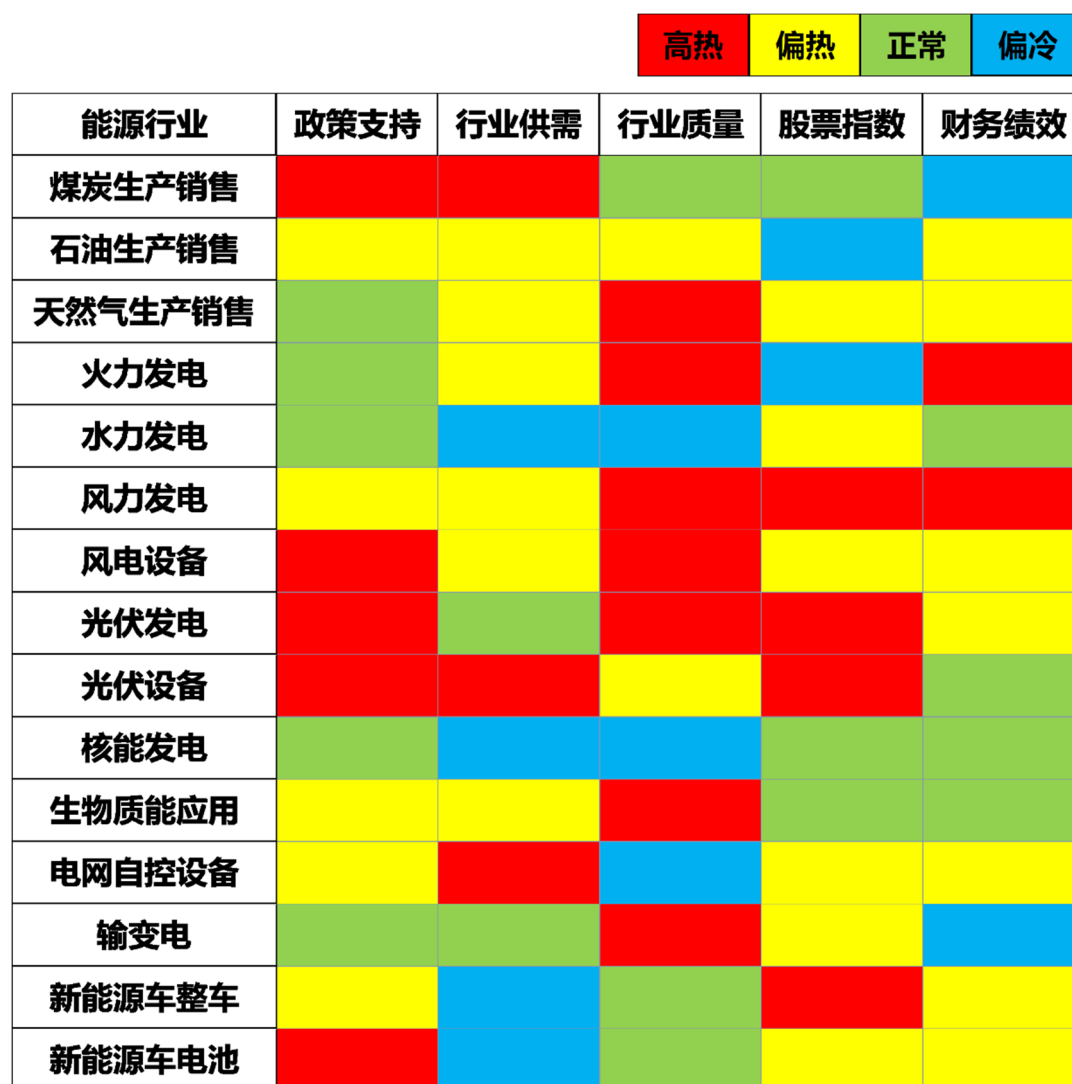 高热 偏热 正常 偏冷
能源行业 政策支持 行业供需 行业质量 股票指数 财务绩效
煤炭生产销售
石油生产销售
天然气生产销售
火力发电
水力发电
风力发电
风电设备
光伏发电
光伏设备
核能发电
生物质能应用
电网自控设备
输变电
新能源车整车
新能源车电池